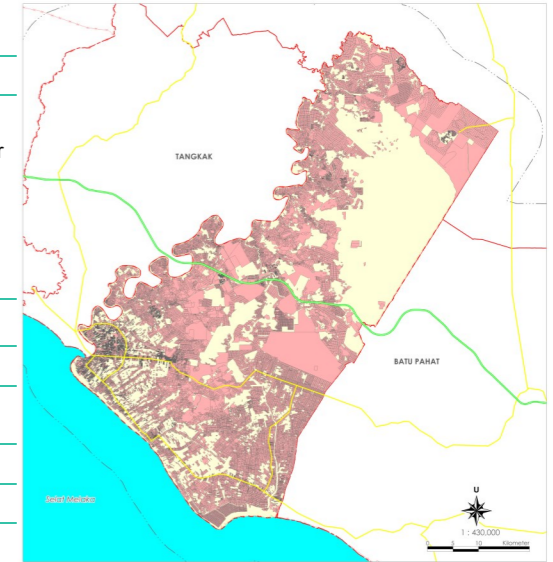 r
TANGKAK
BATU PAHAT
Selat Melaka
U
1 : 430,000
0 5 10 Kilometer